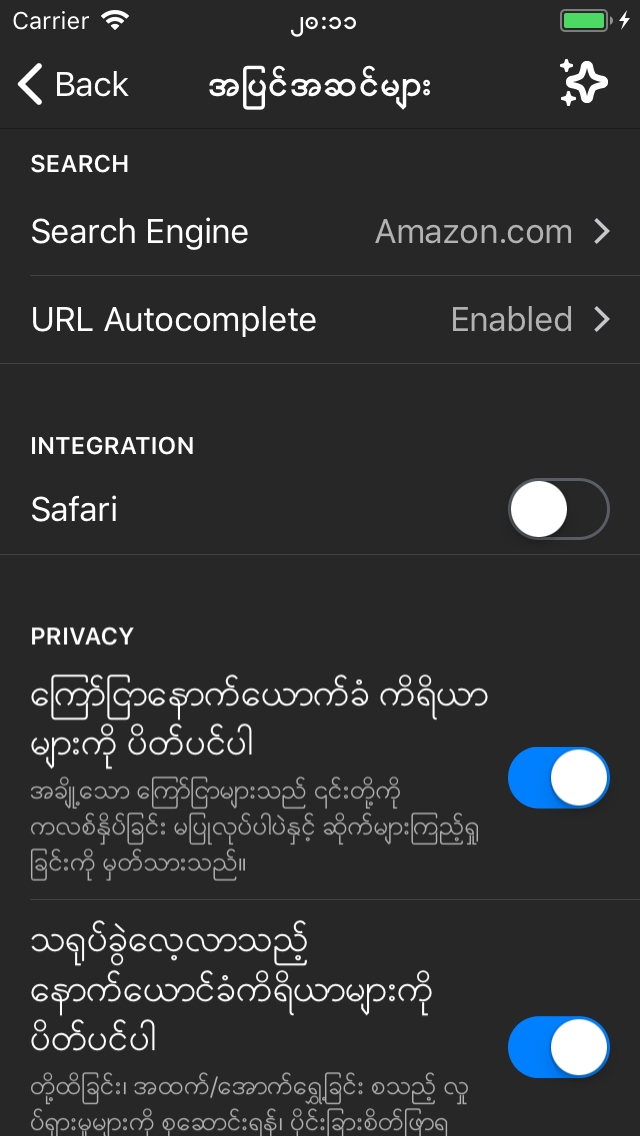 Carrier ၂၈:၁၁
Back အပြင်အဆင်များ
SEARCH
Search Engine Amazon.com
URL Autocomplete Enabled
INTEGRATION
Safari
PRIVACY
ကြော်ငြာနောက်ယောက်ခံ ကိရိယာ
များကို ပိတ်ပင်ပါ
အချို့သော ကြော်ငြာများသည် ၎င်းတို့ကို
ကလစ်နှိပ်ခြင်း မပြုလုပ်ပါပဲနှင့် ဆိုက်များကြည့်ရှု
ခြင်းကို မှတ်သားသည်။
သရုပ်ခွဲလေ့လာသည့်
နောက်ယောင်ခံကိရိယာများကို
ပိတ်ပင်ပါ
တို့ထိခြင်း၊ အထက်/အောက်ရွှေ့ခြင်း စသည့် လှု
ပ်ရှားမှုများကို စုဆောင်းရန်၊ ပိုင်းခြားစိတ်ဖြာရ